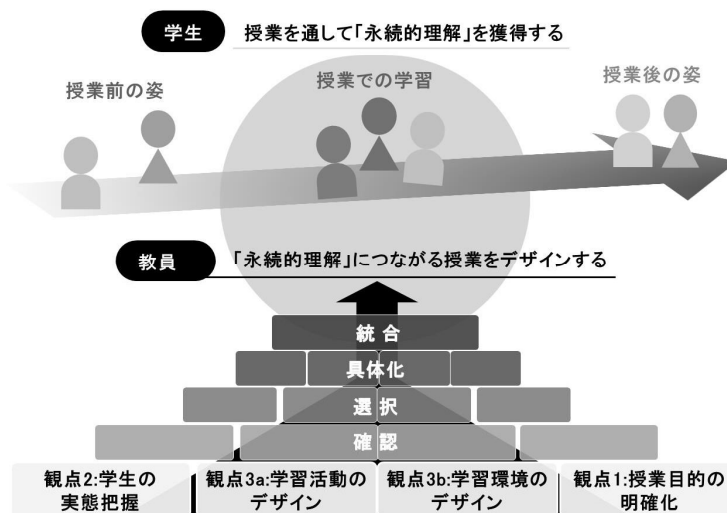 学生 授業を通して「永続的理解」を獲得する
授業前の姿
授業での学習
授業後の姿
教員 「永続的理解」につながる授業をデザインする
統合
具体化
選択
確認
観点2:学生の
実態把握
観点3a:学習活動の
デザイン
観点3b:学習環境の
デザイン
観点1:授業目的の
明確化